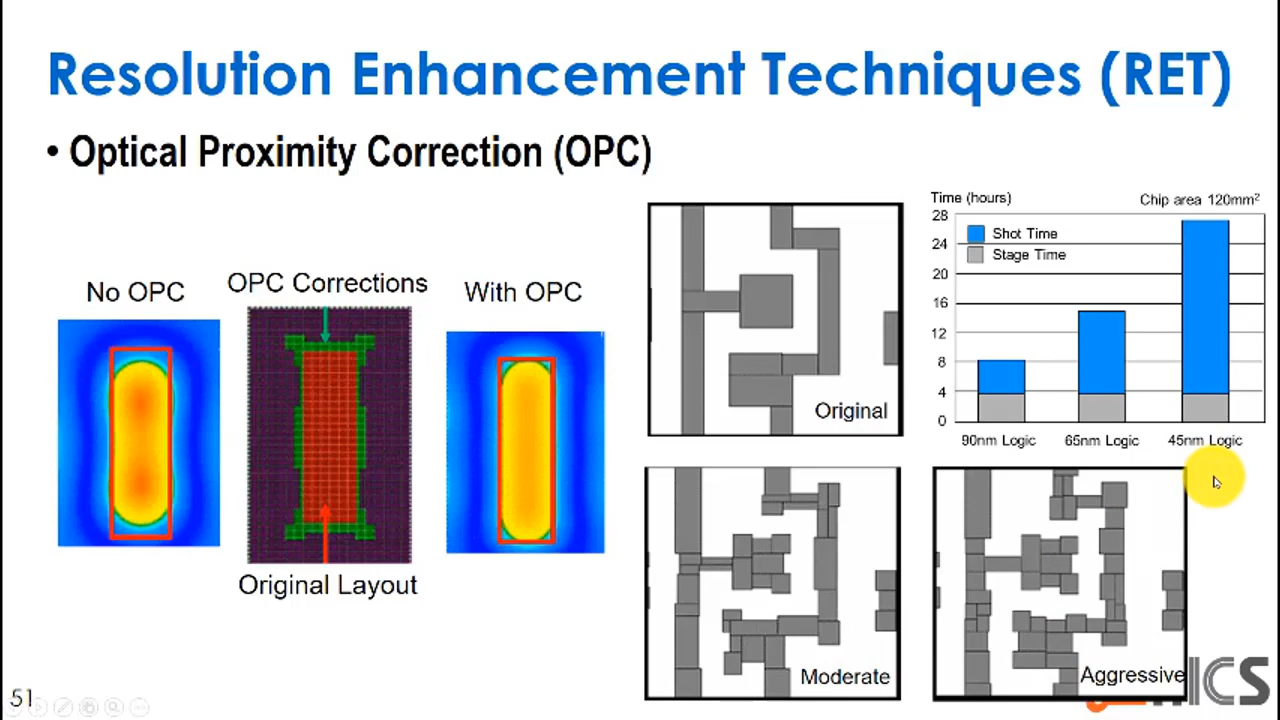 Resolution Enhancement Techniques (RET)
• Optical Proximity Correction (OPC)
No OPC
OPC Corrections
With OPC
Original Layout
Original
Moderate
Aggressive
Time (hours)
Chip area 120mm²
28
24
20
16
12
8
4
0
Shot Time
Stage Time
90nm Logic
65nm Logic
45nm Logic
51
ICS